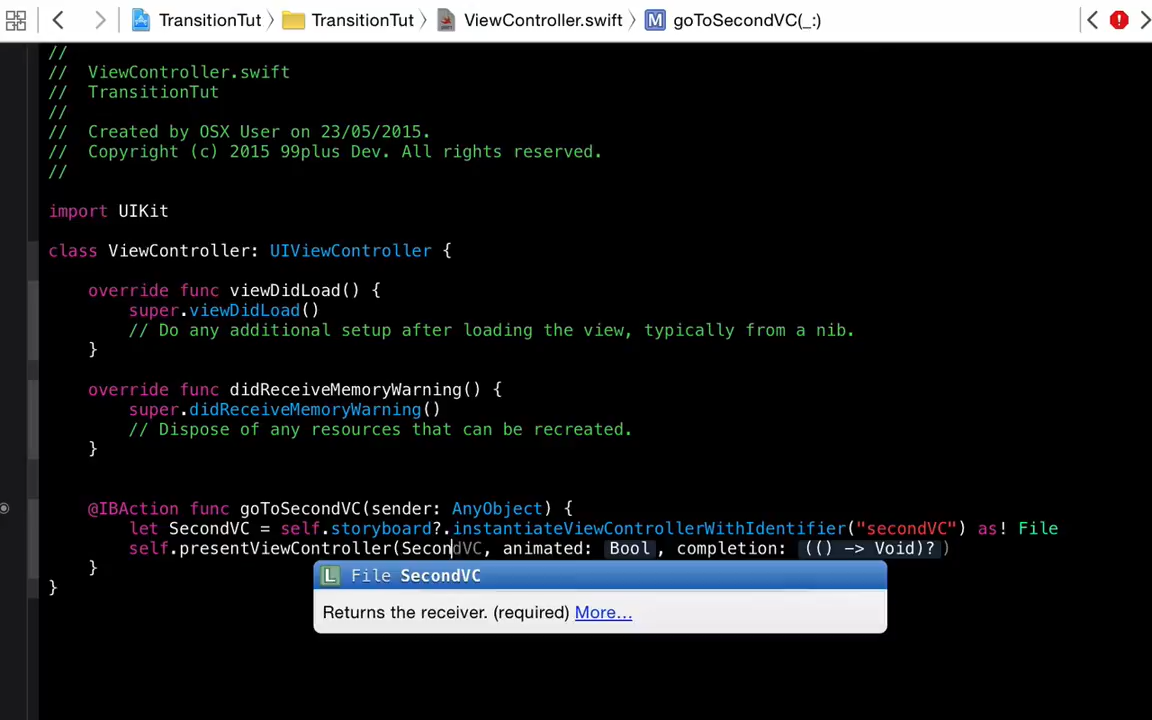 TransitionTut TransitionTut ViewController.swift M goToSecondVC(_:)
//
// ViewController.swift
// TransitionTut
//
// Created by OSX User on 23/05/2015.
// Copyright (c) 2015 99plus Dev. All rights reserved.
//
import UIKit
class ViewController: UIViewController {
override func viewDidLoad() {
super.viewDidLoad()
// Do any additional setup after loading the view, typically from a nib.
}
override func didReceiveMemoryWarning() {
super.didReceiveMemoryWarning()
// Dispose of any resources that can be recreated.
}
@IBAction func goToSecondVC(sender: AnyObject) {
let SecondVC = self.storyboard?.instantiateViewControllerWithIdentifier("secondVC") as! File
self.presentViewController(SecondVC, animated: Bool, completion: (() -> Void)?)
}
}
L File SecondVC
Returns the receiver. (required) More...